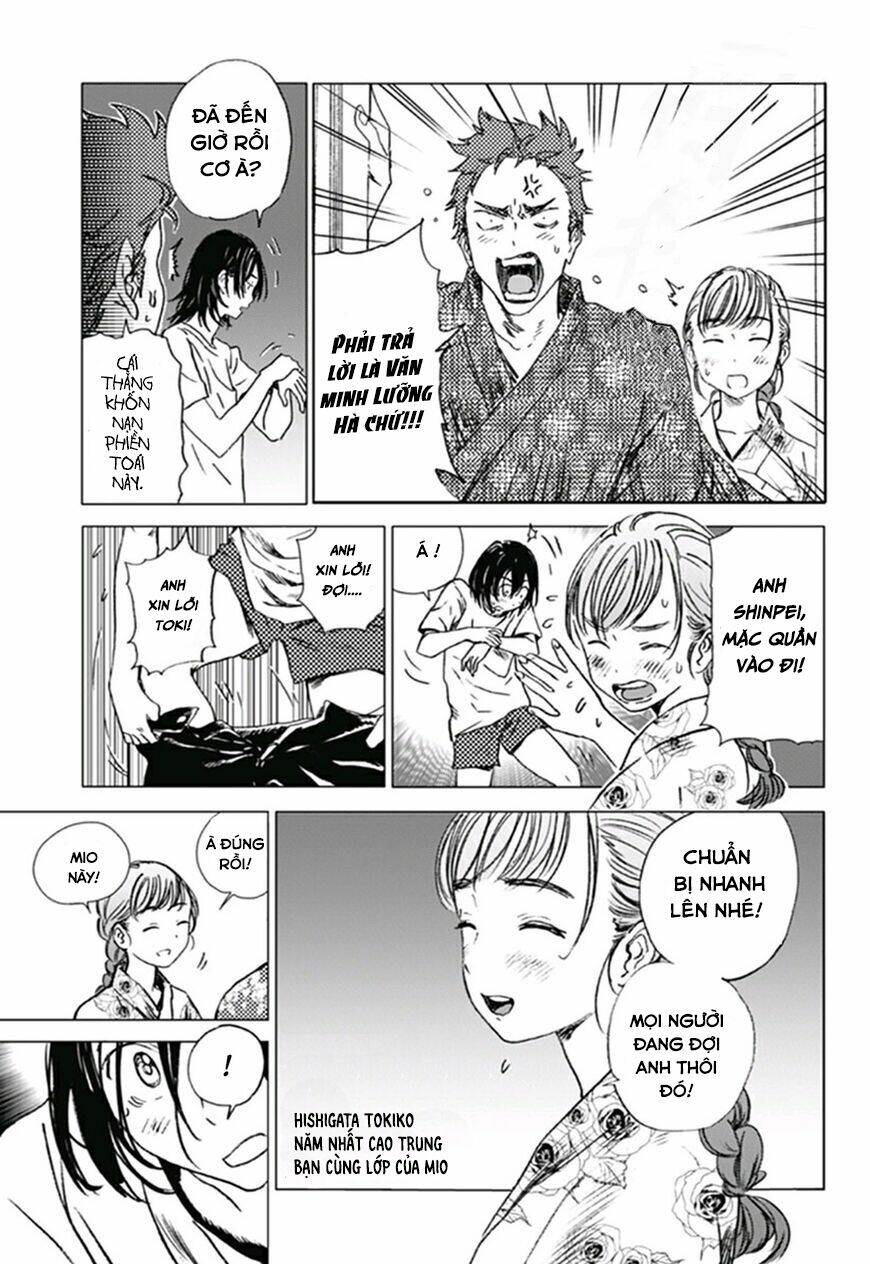 PHẢI TRẢ
LỜI LÀ VĂN
MINH LƯỠNG
HÀ CHỨ!!!
ĐÃ ĐẾN
GIỜ RỒI
CƠ À?
CÁI
THẰNG
KHỐN
NẠN
PHIỀN
TOÁI
NÀY.
ANH
SHINPEI,
MẶC QUẦN
VÀO ĐI!
Á !
ANH
XIN LỖI!
ĐỢI....
ANH
XIN LỖI
TOKI!
CHUẨN
BỊ NHANH
LÊN NHÉ!
MỌI NGƯỜI
ĐANG ĐỢI
ANH THÔI
ĐÓ!
HISHIGATA TOKIKO
NĂM NHẤT CAO TRUNG
BẠN CÙNG LỚP CỦA MIO
À ĐÚNG
RỒI!
MIO
NÀY!
!